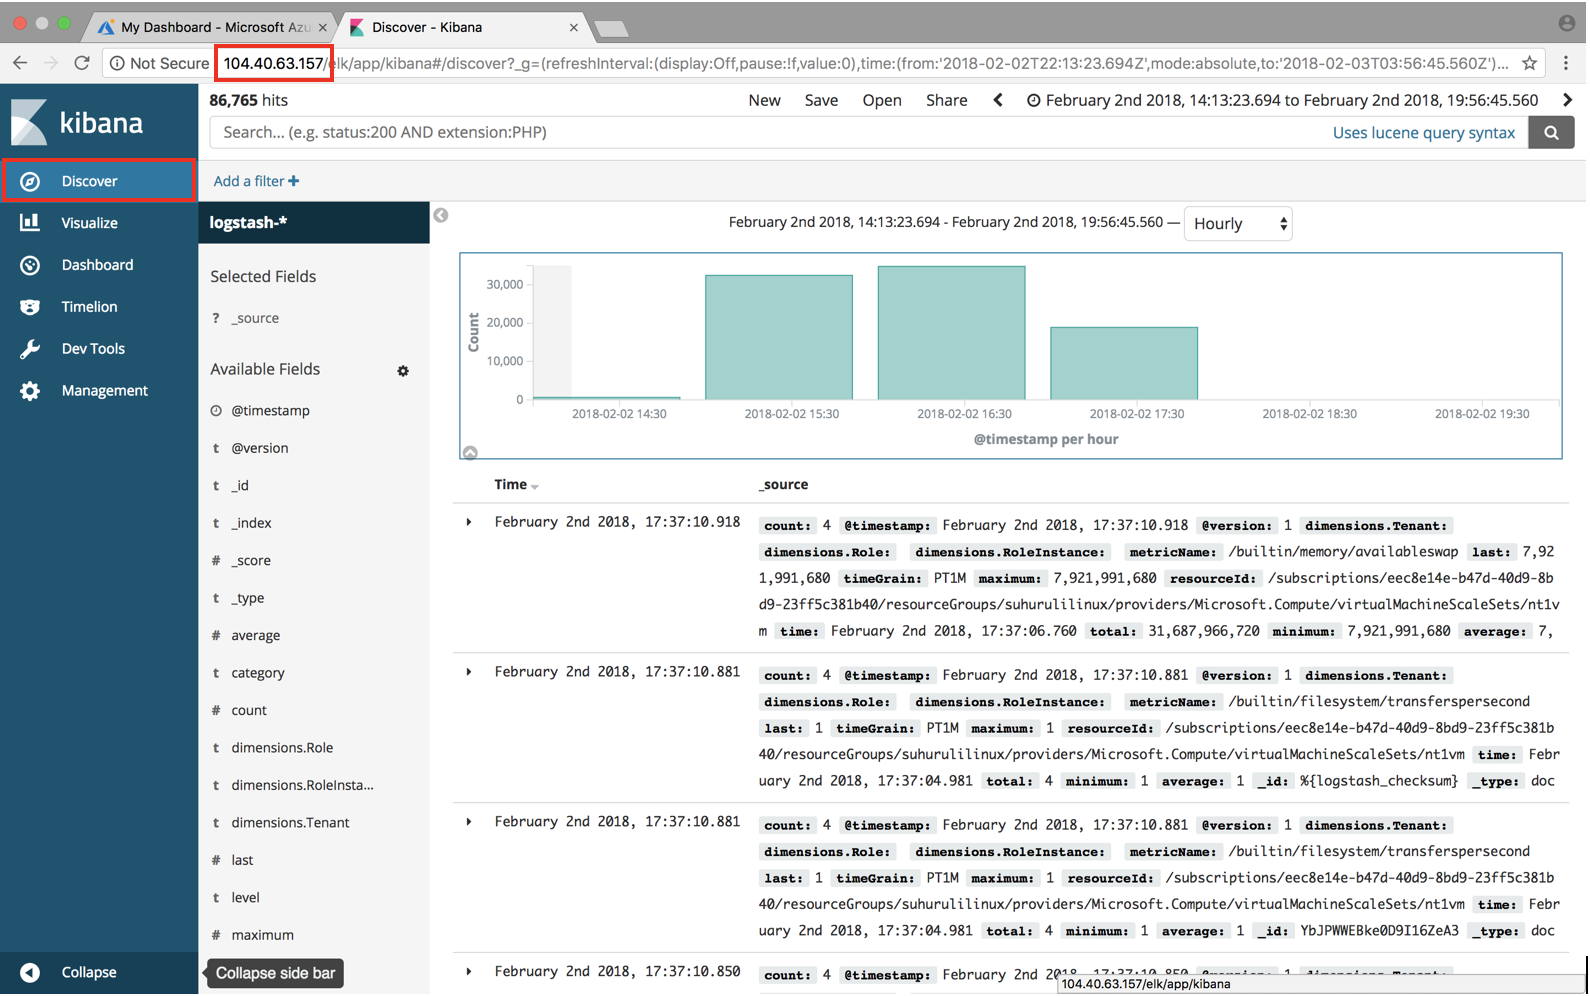 My Dashboard - Microsoft Azu
Discover - Kibana
Not Secure 104.40.63.157/elk/app/kibana#/discover?_g=(refreshInterval:(display:Off,pause:!f,value:0),time:(from:'2018-02-02T22:13:23.694Z',mode:absolute,to:'2018-02-03T03:56:45.560Z')...
kibana
Discover
Visualize
Dashboard
Timelion
Dev Tools
Management
Collapse
Collapse side bar
86,765 hits
New Save Open Share February 2nd 2018, 14:13:23.694 to February 2nd 2018, 19:56:45.560
Search... (e.g. status:200 AND extension:PHP) Uses lucene query syntax
Add a filter +
logstash-*
Selected Fields
? _source
Available Fields
@timestamp
t @version
t _id
t _index
# _score
t _type
# average
t category
# count
t dimensions.Role
t dimensions.RoleInsta...
t dimensions.Tenant
# last
t level
# maximum
February 2nd 2018, 14:13:23.694 - February 2nd 2018, 19:56:45.560 — Hourly
Count
30,000
20,000
10,000
0
2018-02-02 14:30 2018-02-02 15:30 2018-02-02 16:30 2018-02-02 17:30 2018-02-02 18:30 2018-02-02 19:30
@timestamp per hour
Time _source
February 2nd 2018, 17:37:10.918 count: 4 @timestamp: February 2nd 2018, 17:37:10.918 @version: 1 dimensions.Tenant:
dimensions.Role: dimensions.RoleInstance: metricName: /builtin/memory/availableswap last: 7,92
1,991,680 timeGrain: PT1M maximum: 7,921,991,680 resourceId: /subscriptions/eec8e14e-b47d-40d9-8b
d9-23ff5c381b40/resourceGroups/suhurulilinux/providers/Microsoft.Compute/virtualMachineScaleSets/nt1v
m time: February 2nd 2018, 17:37:06.760 total: 31,687,966,720 minimum: 7,921,991,680 average: 7,
February 2nd 2018, 17:37:10.881 count: 4 @timestamp: February 2nd 2018, 17:37:10.881 @version: 1 dimensions.Tenant:
dimensions.Role: dimensions.RoleInstance: metricName: /builtin/filesystem/transferspersecond
last: 1 timeGrain: PT1M maximum: 1 resourceId: /subscriptions/eec8e14e-b47d-40d9-8bd9-23ff5c381b
40/resourceGroups/suhurulilinux/providers/Microsoft.Compute/virtualMachineScaleSets/nt1vm time: Febr
uary 2nd 2018, 17:37:04.981 total: 4 minimum: 1 average: 1 _id: %{logstash_checksum} _type: doc
February 2nd 2018, 17:37:10.881 count: 4 @timestamp: February 2nd 2018, 17:37:10.881 @version: 1 dimensions.Tenant:
dimensions.Role: dimensions.RoleInstance: metricName: /builtin/filesystem/transferspersecond
last: 1 timeGrain: PT1M maximum: 1 resourceId: /subscriptions/eec8e14e-b47d-40d9-8bd9-23ff5c381b
40/resourceGroups/suhurulilinux/providers/Microsoft.Compute/virtualMachineScaleSets/nt1vm time: Febr
uary 2nd 2018, 17:37:04.981 total: 4 minimum: 1 average: 1 _id: YbJPWWEBke0D9I16ZeA3 _type: doc
February 2nd 2018, 17:37:10.850 count: 4 @timestamp: February 2nd 2018, 17:37:10.850
104.40.63.157/elk/app/kibana